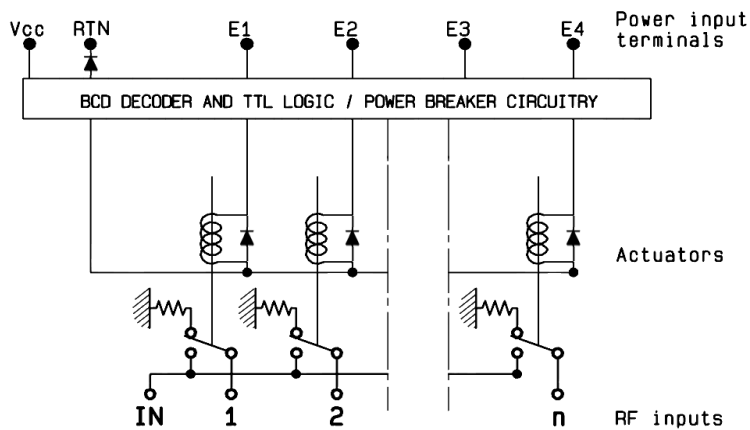 Vcc RTN E1 E2 E3 E4 Power input
terminals
BCD DECODER AND TTL LOGIC / POWER BREAKER CIRCUITRY
Actuators
IN 1 2 n RF inputs